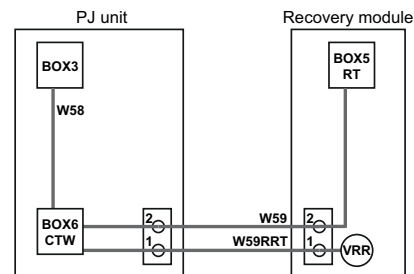 PJ unit
Recovery module
BOX3
BOX5
RT
W58
BOX6
CTW
2
1
W59
W59RRT
2
1
VRR